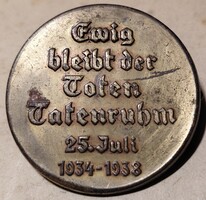 Ewig
bleibt der
Toten
Tatenruhm
25. Juli
1934-1938